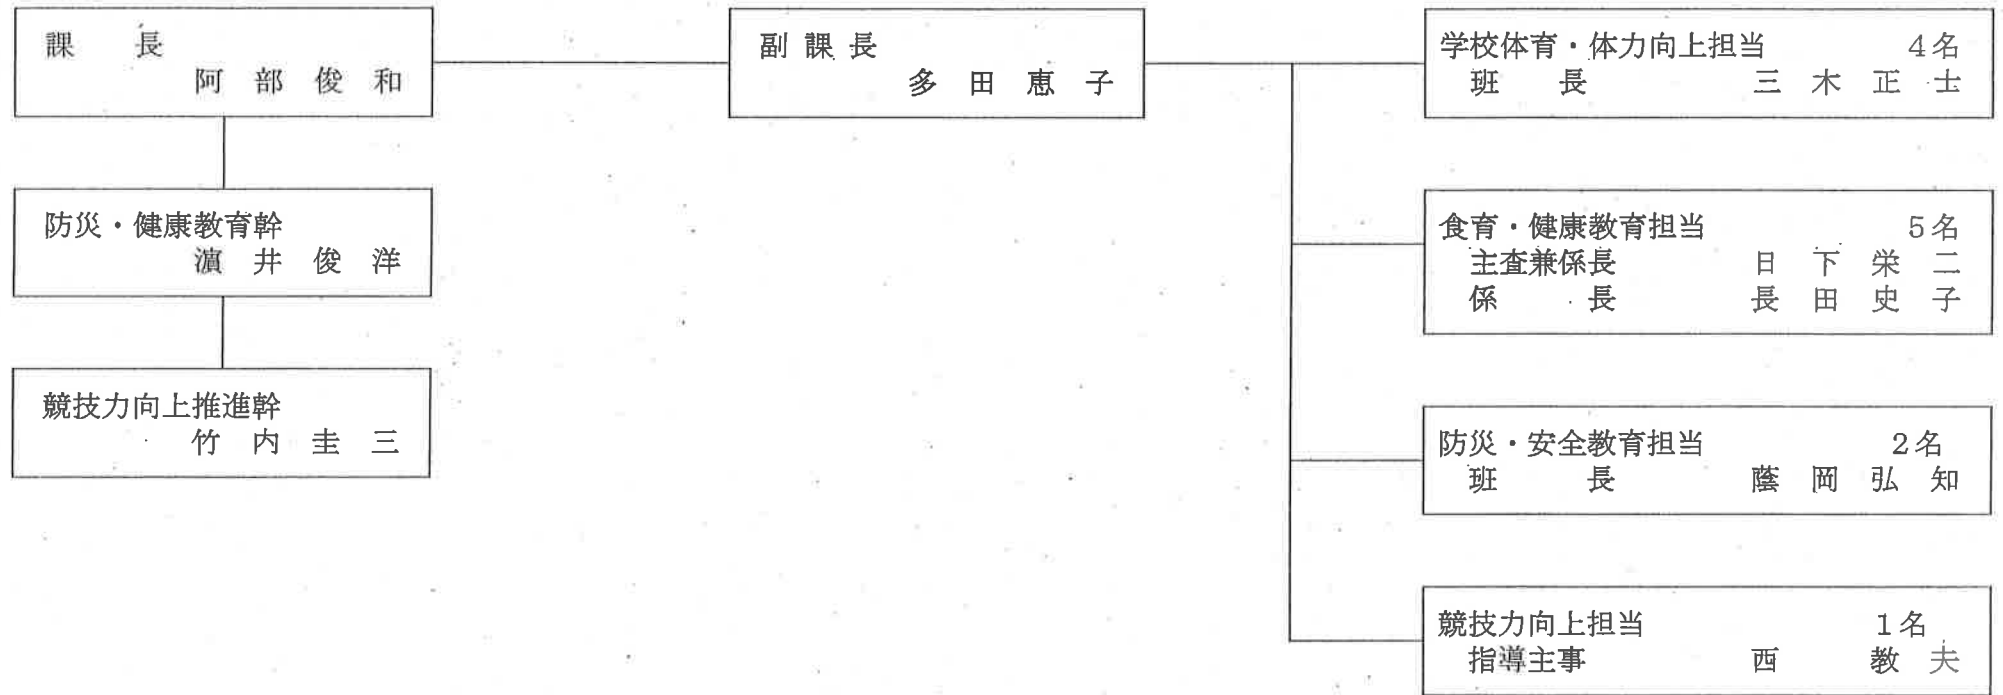 課　　長
阿　部　俊　和
防災・健康教育幹
濵　井　俊　洋
競技力向上推進幹
竹　内　圭　三
副 課 長
多　田　恵　子
学校体育・体力向上担当　　4名
班　　長　　三　木　正　士
食育・健康教育担当　　5名
主査兼係長　　日　下　栄　二
係　　長　　長　田　史　子
防災・安全教育担当　　2名
班　　長　　蔭　岡　弘　知
競技力向上担当　　1名
指導主事　　西　　教　夫